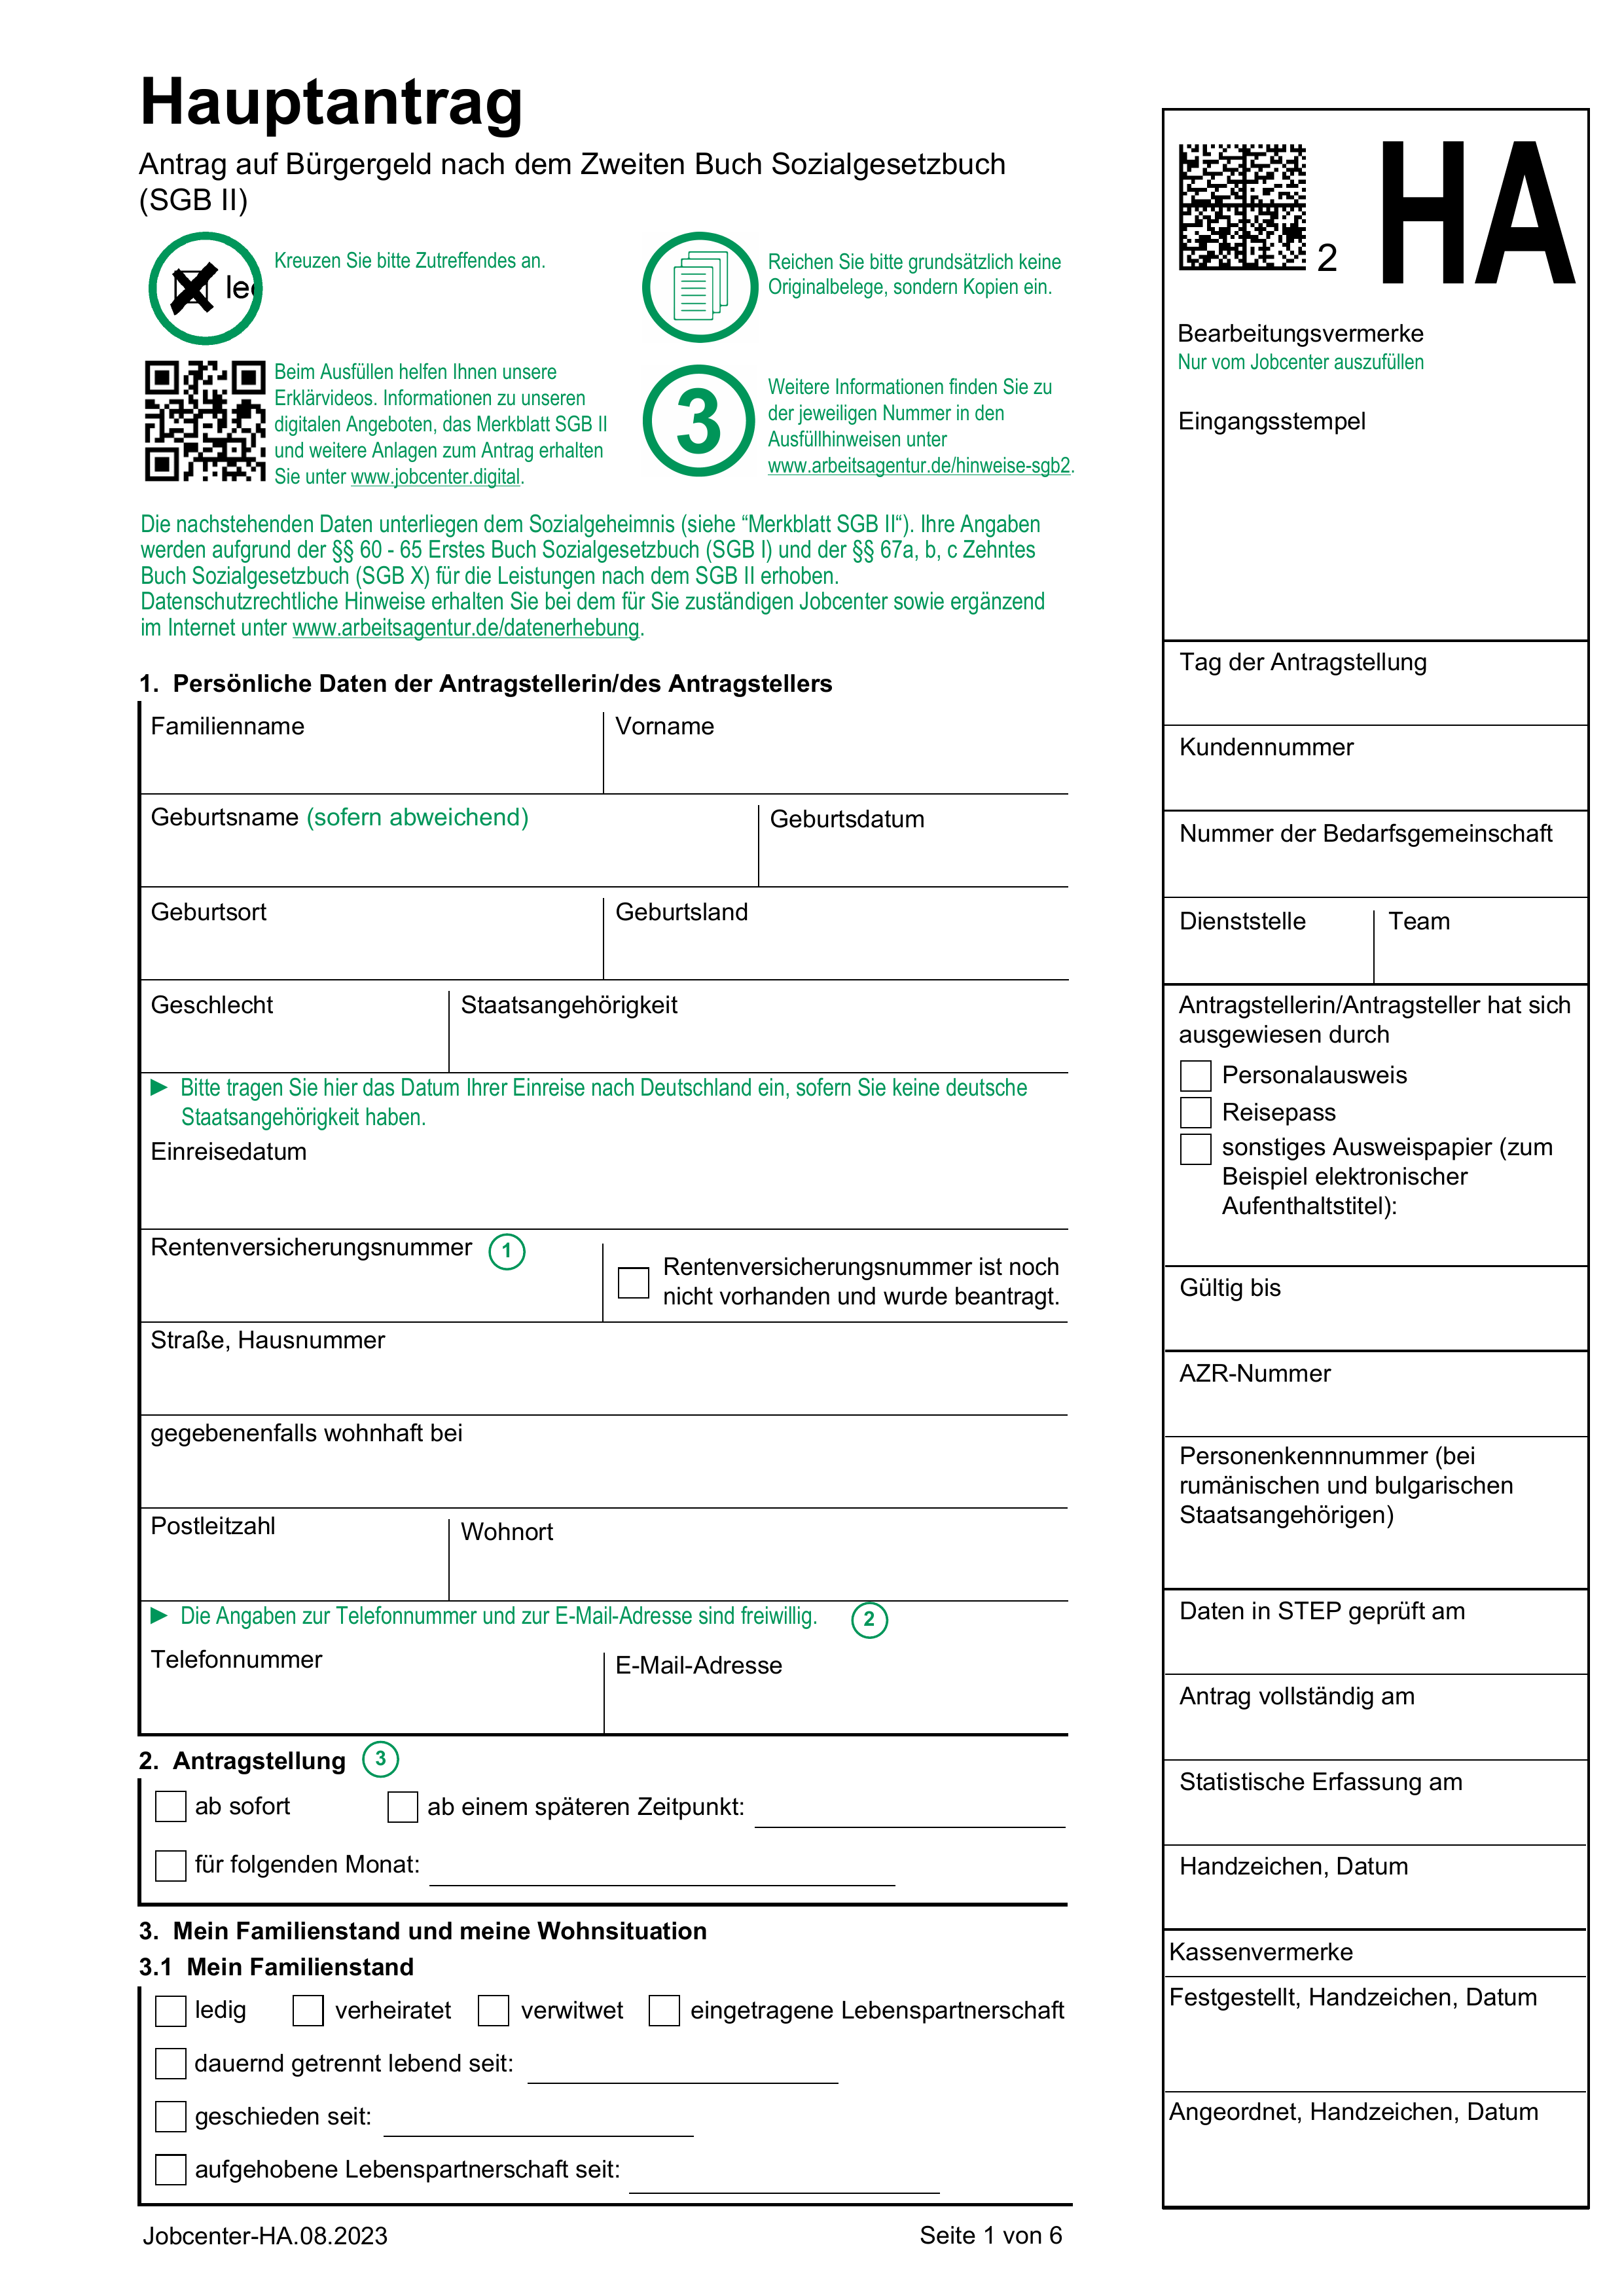 Hauptantrag
Antrag auf Bürgergeld nach dem Zweiten Buch Sozialgesetzbuch
(SGB II)
Kreuzen Sie bitte Zutreffendes an.
Reichen Sie bitte grundsätzlich keine
Originalbelege, sondern Kopien ein.
Beim Ausfüllen helfen Ihnen unsere
Erklärvideos. Informationen zu unseren
digitalen Angeboten, das Merkblatt SGB II
und weitere Anlagen zum Antrag erhalten
Sie unter www.jobcenter.digital.
3
Weitere Informationen finden Sie zu
der jeweiligen Nummer in den
Ausfüllhinweisen unter
www.arbeitsagentur.de/hinweise-sgb2.
Die nachstehenden Daten unterliegen dem Sozialgeheimnis (siehe “Merkblatt SGB II“). Ihre Angaben
werden aufgrund der §§ 60 - 65 Erstes Buch Sozialgesetzbuch (SGB I) und der §§ 67a, b, c Zehntes
Buch Sozialgesetzbuch (SGB X) für die Leistungen nach dem SGB II erhoben.
Datenschutzrechtliche Hinweise erhalten Sie bei dem für Sie zuständigen Jobcenter sowie ergänzend
im Internet unter www.arbeitsagentur.de/datenerhebung.
1. Persönliche Daten der Antragstellerin/des Antragstellers
Familienname
Vorname
Geburtsname (sofern abweichend)
Geburtsdatum
Geburtsort
Geburtsland
Geschlecht
Staatsangehörigkeit
Bitte tragen Sie hier das Datum Ihrer Einreise nach Deutschland ein, sofern Sie keine deutsche
Staatsangehörigkeit haben.
Einreisedatum
Rentenversicherungsnummer 1
Rentenversicherungsnummer ist noch
nicht vorhanden und wurde beantragt.
Straße, Hausnummer
gegebenenfalls wohnhaft bei
Postleitzahl
Wohnort
Die Angaben zur Telefonnummer und zur E-Mail-Adresse sind freiwillig. 2
Telefonnummer
E-Mail-Adresse
2. Antragstellung 3
ab sofort
ab einem späteren Zeitpunkt:
für folgenden Monat:
3. Mein Familienstand und meine Wohnsituation
3.1 Mein Familienstand
ledig
verheiratet
verwitwet
eingetragene Lebenspartnerschaft
dauernd getrennt lebend seit:
geschieden seit:
aufgehobene Lebenspartnerschaft seit:
Jobcenter-HA.08.2023
Seite 1 von 6
2
HA
Bearbeitungsvermerke
Nur vom Jobcenter auszufüllen
Eingangsstempel
Tag der Antragstellung
Kundennummer
Nummer der Bedarfsgemeinschaft
Dienststelle
Team
Antragstellerin/Antragsteller hat sich
ausgewiesen durch
Personalausweis
Reisepass
sonstiges Ausweispapier (zum
Beispiel elektronischer
Aufenthaltstitel):
Gültig bis
AZR-Nummer
Personenkennnummer (bei
rumänischen und bulgarischen
Staatsangehörigen)
Daten in STEP geprüft am
Antrag vollständig am
Statistische Erfassung am
Handzeichen, Datum
Kassenvermerke
Festgestellt, Handzeichen, Datum
Angeordnet, Handzeichen, Datum